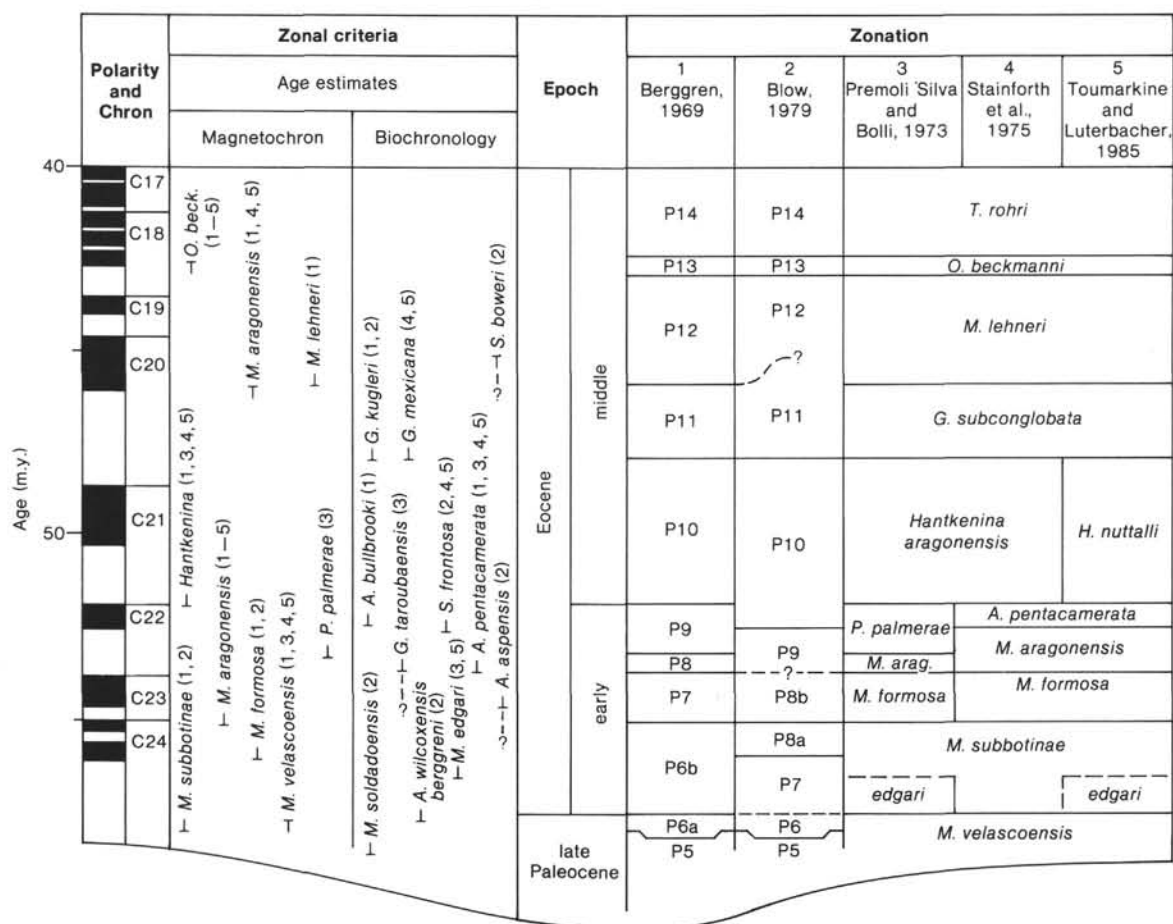 Polarity
and
Chron
Zonal criteria
Age estimates
Magnetochron
Biochronology
Epoch
Zonation
1
Berggren,
1969
2
Blow,
1979
3
Premoli Silva
and
Bolli, 1973
4
Stainforth
et al.,
1975
5
Toumarkine
and
Luterbacher,
1985
Age (m.y.)
40
50
C17
C18
C19
C20
C21
C22
C23
C24
M. subbotinae (1, 2)
Hantkenina (1, 3, 4, 5)
O. beck.
(1—5)
M. aragonensis (1—5)
M. aragonensis (1, 4, 5)
M. formosa (1, 2)
M. velascoensis (1, 3, 4, 5)
M. lehneri (1)
P. palmerae (3)
M. soldadoensis (2)
A. bullbrooki (1)
G. kugleri (1, 2)
?---
G. taroubaensis (3)
G. mexicana (4, 5)
A. wilcoxensis
berggreni (2)
S. frontosa (2, 4, 5)
M. edgari (3, 5)
A. pentacamerata (1, 3, 4, 5)
?---
S. boweri (2)
?---
A. aspensis (2)
Eocene
middle
early
late
Paleocene
P14
P13
P12
P11
P10
P9
P8
P7
P6b
P6a
P5
P14
P13
P12
?
P11
P10
P9
?
P8b
P8a
P7
P6
P5
T. rohri
O. beckmanni
M. lehneri
G. subconglobata
Hantkenina
aragonensis
H. nuttalli
P. palmerae
A. pentacamerata
M. aragonensis
M. arag.
M. formosa
M. formosa
M. subbotinae
edgari
edgari
M. velascoensis